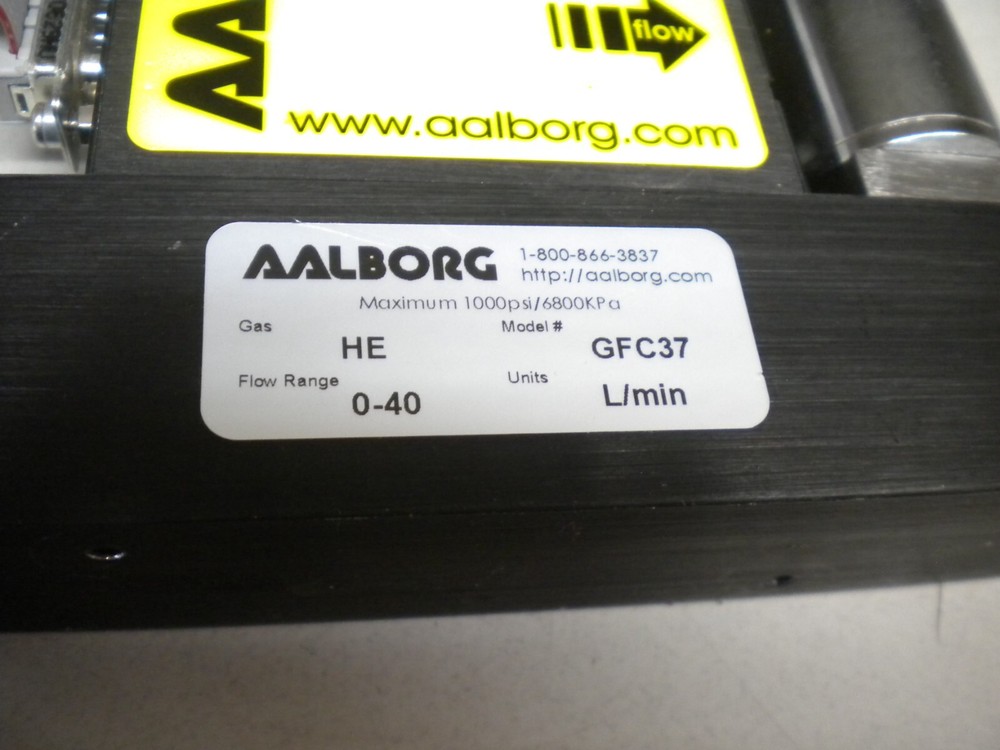 AA
flow
www.aalborg.com
AALBORG 1-800-866-3837
http://aalborg.com
Maximum 1000psi/6800KPa
Gas Model #
HE GFC37
Flow Range Units
0-40 L/min